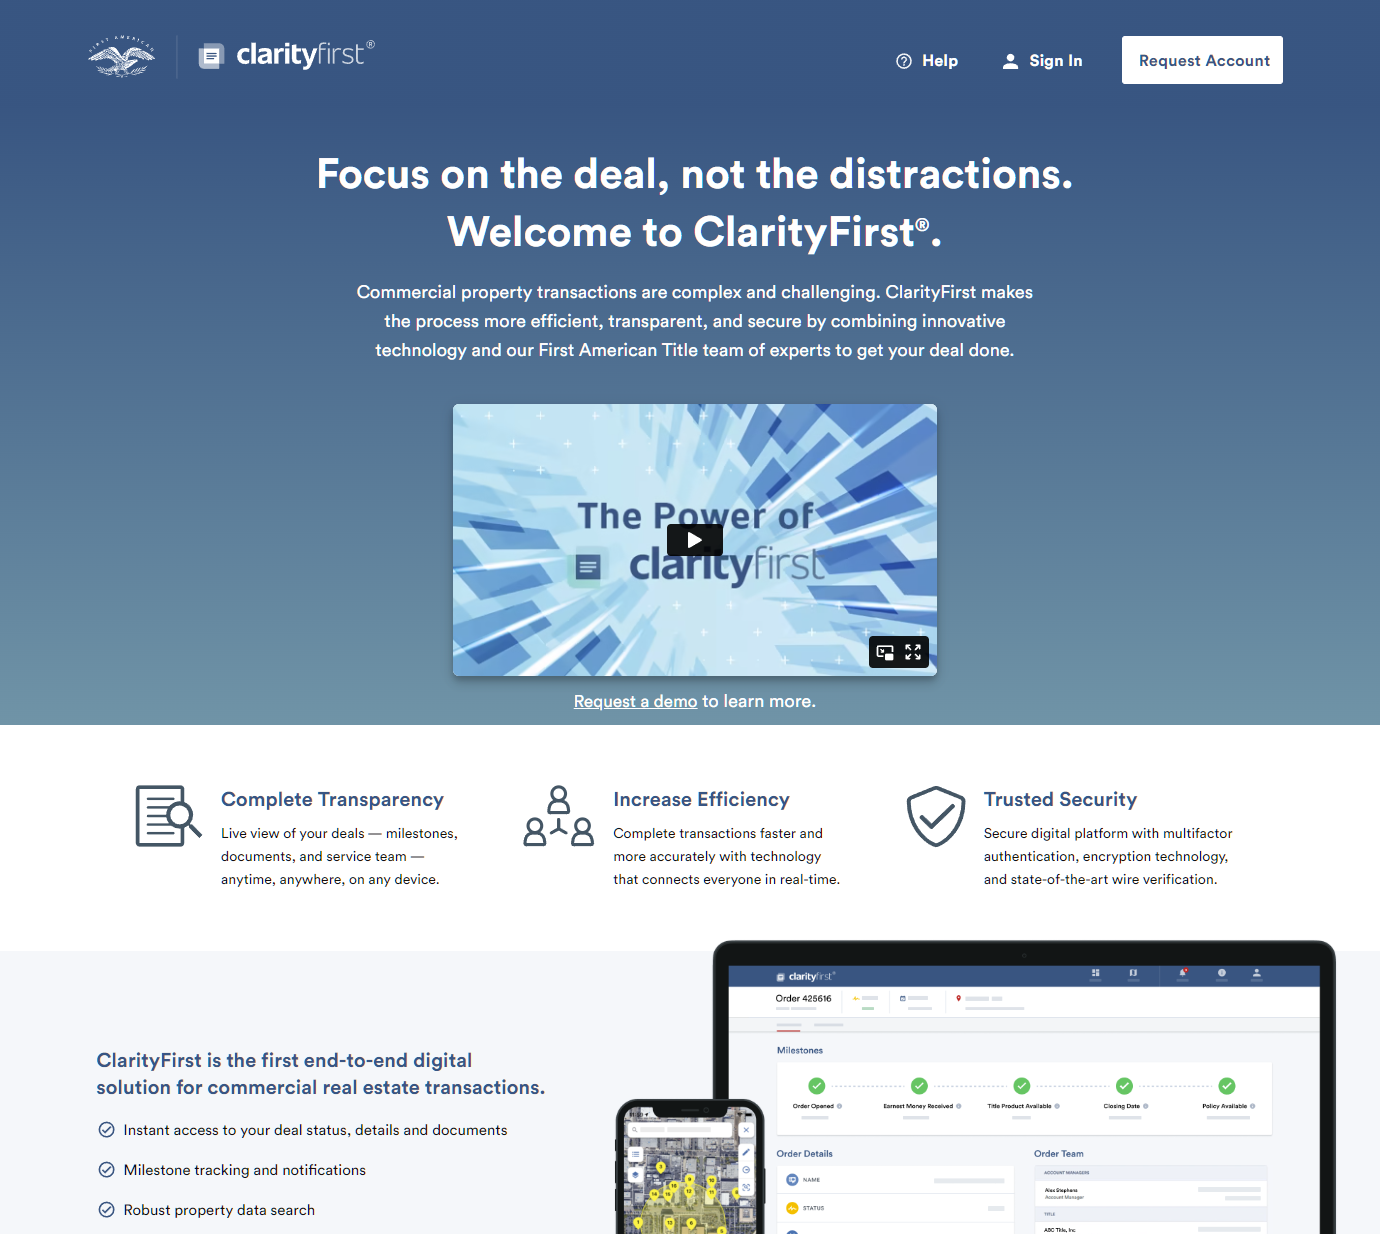 FIRST AMERICAN
clarityfirst®
Help
Sign In
Request Account
Focus on the deal, not the distractions.
Welcome to ClarityFirst®.
Commercial property transactions are complex and challenging. ClarityFirst makes
the process more efficient, transparent, and secure by combining innovative
technology and our First American Title team of experts to get your deal done.
The Power of
clarityfirst
Request a demo to learn more.
Complete Transparency
Live view of your deals — milestones,
documents, and service team —
anytime, anywhere, on any device.
Increase Efficiency
Complete transactions faster and
more accurately with technology
that connects everyone in real-time.
Trusted Security
Secure digital platform with multifactor
authentication, encryption technology,
and state-of-the-art wire verification.
ClarityFirst is the first end-to-end digital
solution for commercial real estate transactions.
Instant access to your deal status, details and documents
Milestone tracking and notifications
Robust property data search
clarityfirst®
Order 425616
Milestones
Order Opened
Earnest Money Received
Title Product Available
Closing Date
Policy Available
Order Details
NAME
STATUS
Order Team
ACCOUNT MANAGERS
Alex Stephens
Account Manager
TITLE
ABC Title, Inc